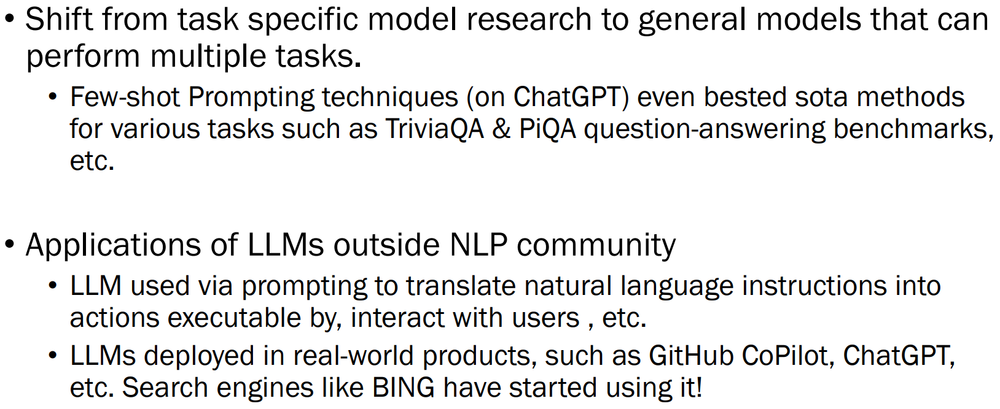 • Shift from task specific model research to general models that can
perform multiple tasks.
• Few-shot Prompting techniques (on ChatGPT) even bested sota methods
for various tasks such as TriviaQA & PiQA question-answering benchmarks,
etc.
• Applications of LLMs outside NLP community
• LLM used via prompting to translate natural language instructions into
actions executable by, interact with users , etc.
• LLMs deployed in real-world products, such as GitHub CoPilot, ChatGPT,
etc. Search engines like BING have started using it!